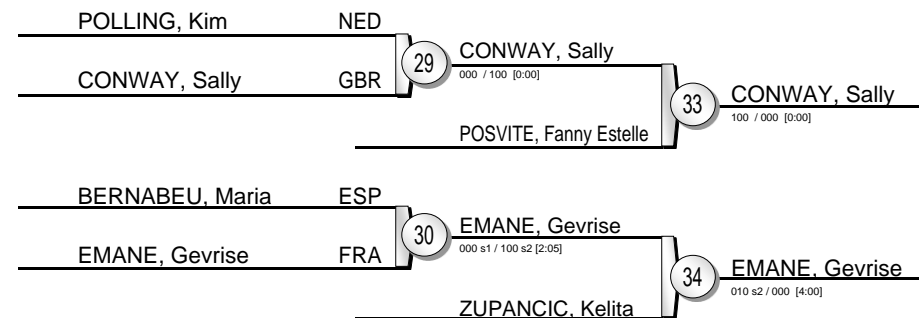 POLLING, Kim NED
CONWAY, Sally GBR
29
CONWAY, Sally
000 / 100 [0:00]
POSVITE, Fanny Estelle
33
CONWAY, Sally
100 / 000 [0:00]
BERNABEU, Maria ESP
EMANE, Gevrise FRA
30
EMANE, Gevrise
000 s1 / 100 s2 [2:05]
ZUPANCIC, Kelita
34
EMANE, Gevrise
010 s2 / 000 [4:00]